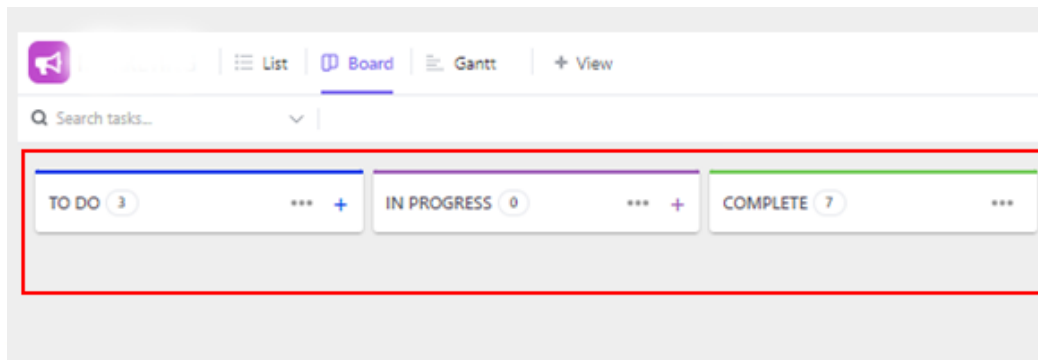 List Board Gantt + View
Search tasks...
TO DO 3 ... + IN PROGRESS 0 ... + COMPLETE 7 ...